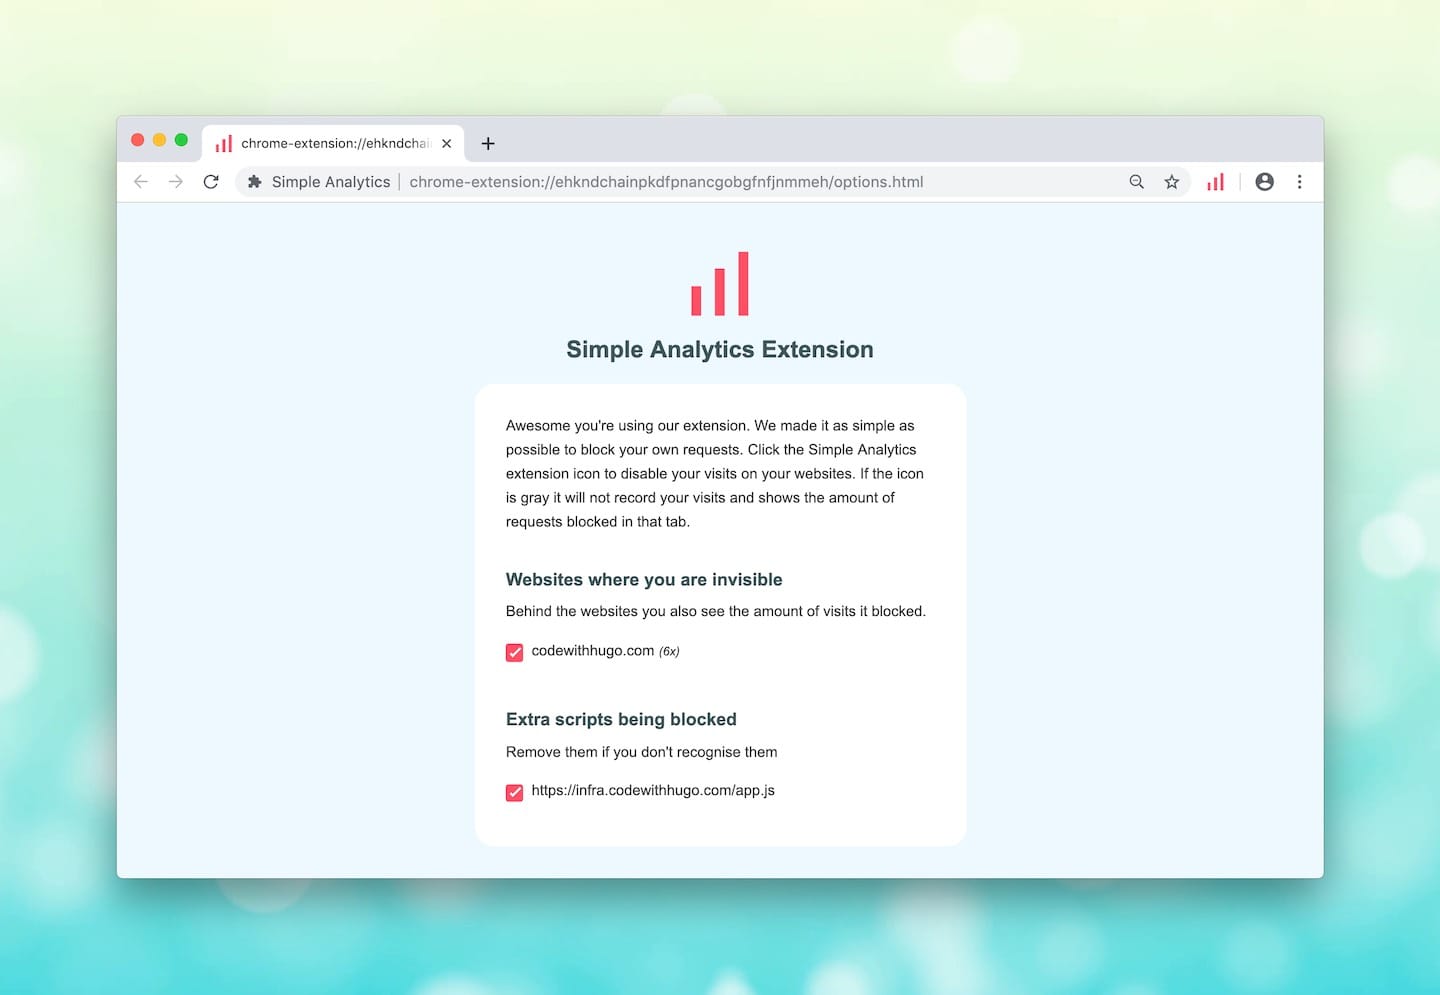 chrome-extension://ehkndchai
Simple Analytics | chrome-extension://ehkndchainpkdfpnancgobgfnfjnmmeh/options.html
Simple Analytics Extension
Awesome you're using our extension. We made it as simple as
possible to block your own requests. Click the Simple Analytics
extension icon to disable your visits on your websites. If the icon
is gray it will not record your visits and shows the amount of
requests blocked in that tab.
Websites where you are invisible
Behind the websites you also see the amount of visits it blocked.
codewithhugo.com (6x)
Extra scripts being blocked
Remove them if you don't recognise them
https://infra.codewithhugo.com/app.js